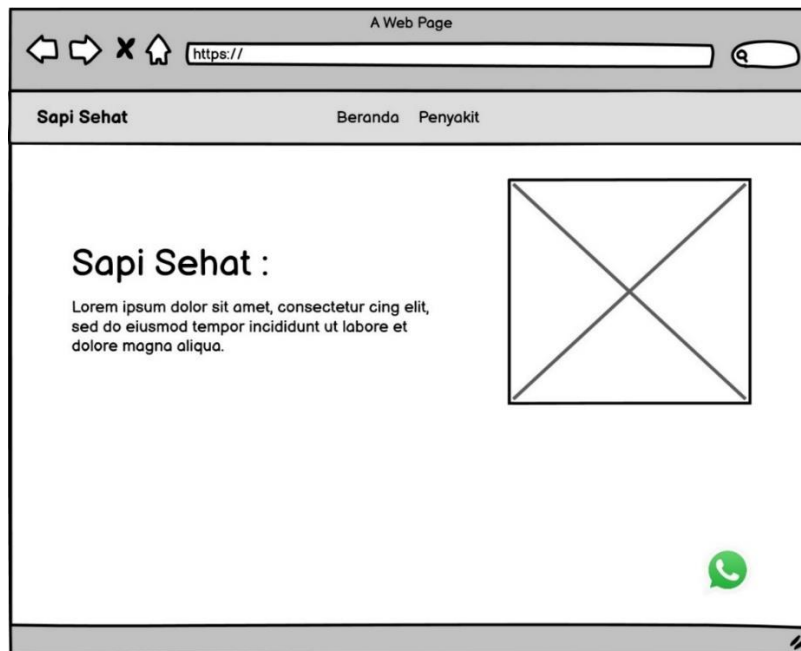 A Web Page
https://
Sapi Sehat
Beranda Penyakit
Sapi Sehat :
Lorem ipsum dolor sit amet, consectetur cing elit,
sed do eiusmod tempor incididunt ut labore et
dolore magna aliqua.